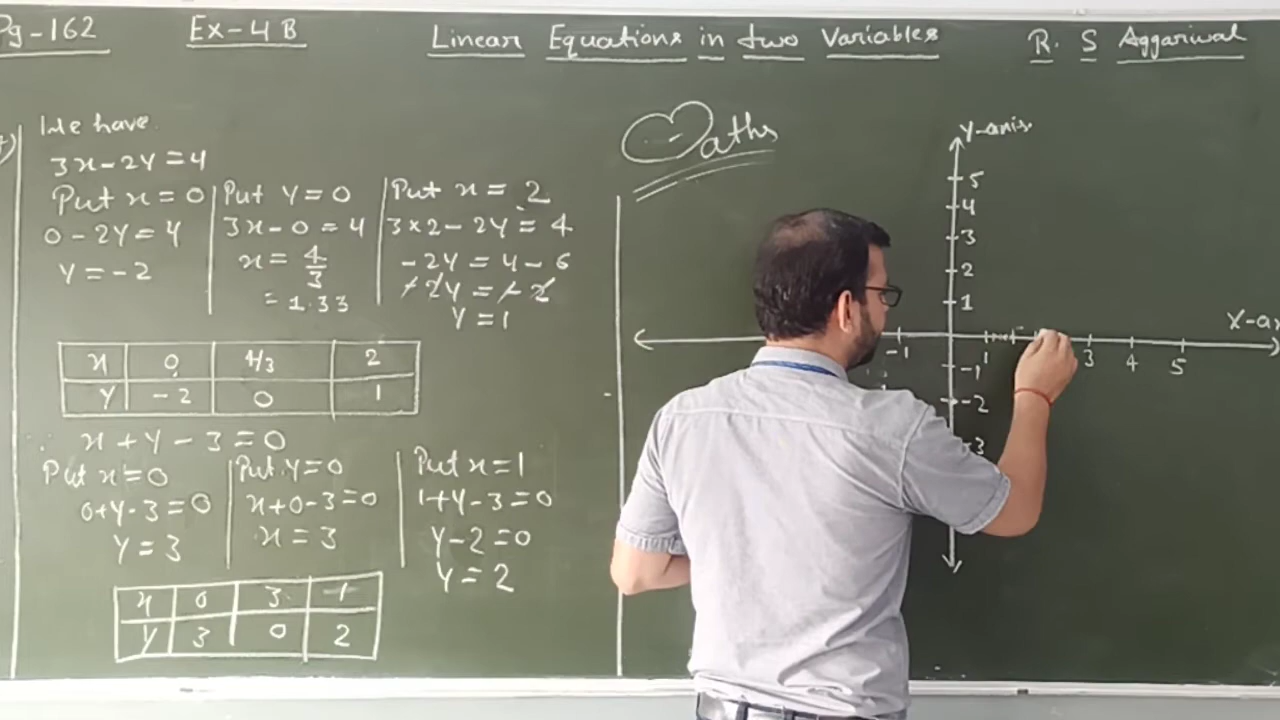 Pg-162 Ex-4B Linear Equations in two Variables R. S Aggarwal
We have
3x-2y=4
Put x=0
0-2y=4
y=-2
Put y=0
3x-0=4
x=4/3
=1.33
Put x=2
3×2-2y=4
-2y=4-6
-2y=-2
y=1
x 0 4/3 2
y -2 0 1
∵ x+y-3=0
Put x=0
0+y-3=0
y=3
Put y=0
x+0-3=0
x=3
Put x=1
1+y-3=0
y-2=0
y=2
x 0 3 1
y 3 0 2
Maths
Y-axis
5
4
3
2
1
-1 1 3 4 5
-1
-2
-3